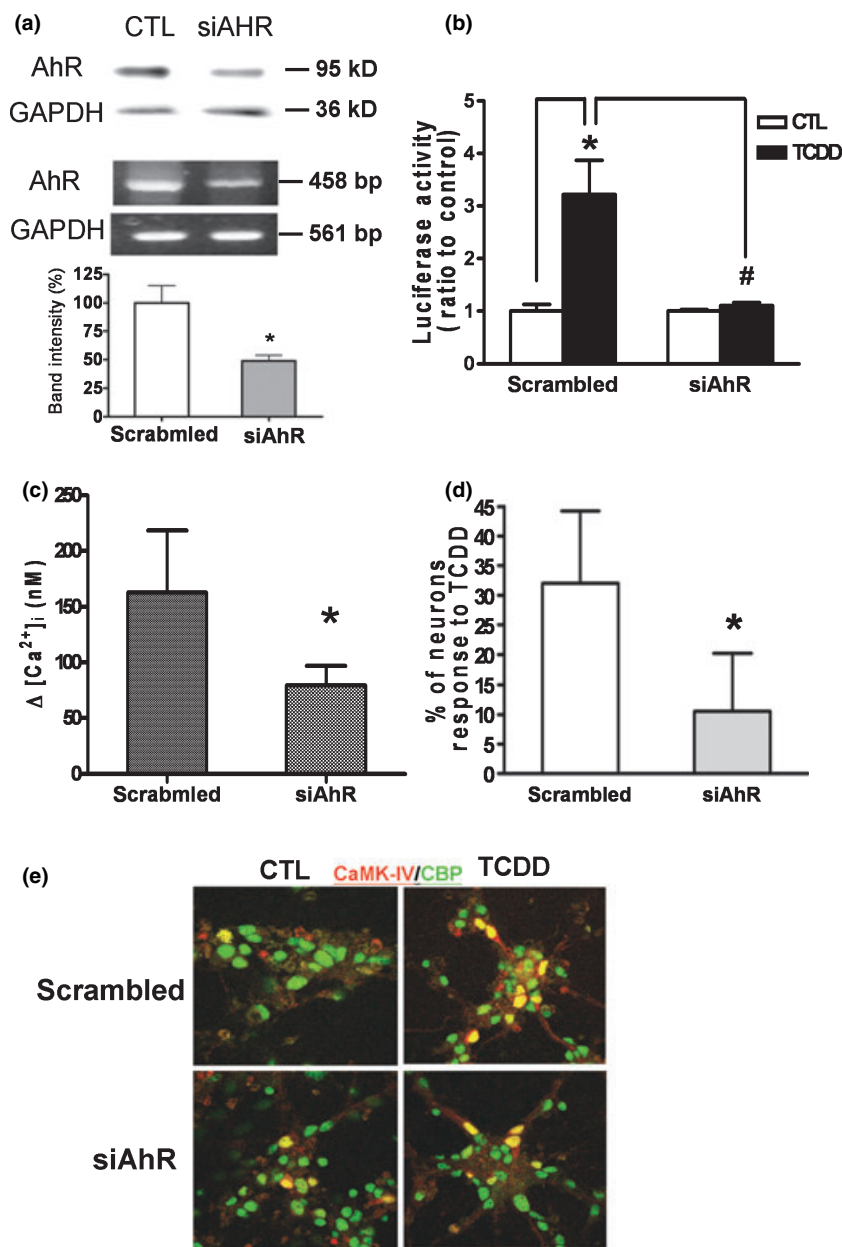 (a)
CTL siAHR
AhR 95 kD
GAPDH 36 kD
AhR 458 bp
GAPDH 561 bp
Band intensity (%)
125
100
75
50
25
0
*
Scrabmled siAhR
(b)
Luciferase activity
( ratio to control)
5
4
3
2
1
0
CTL
TCDD
*
#
Scrambled siAhR
(c)
Δ [Ca²⁺]i (nM)
250
200
150
100
50
0
*
Scrabmled siAhR
(d)
% of neurons
response to TCDD
45
40
35
30
25
20
15
10
5
0
*
Scrambled siAhR
(e)
CTL CaMK-IV/CBP TCDD
Scrambled
siAhR